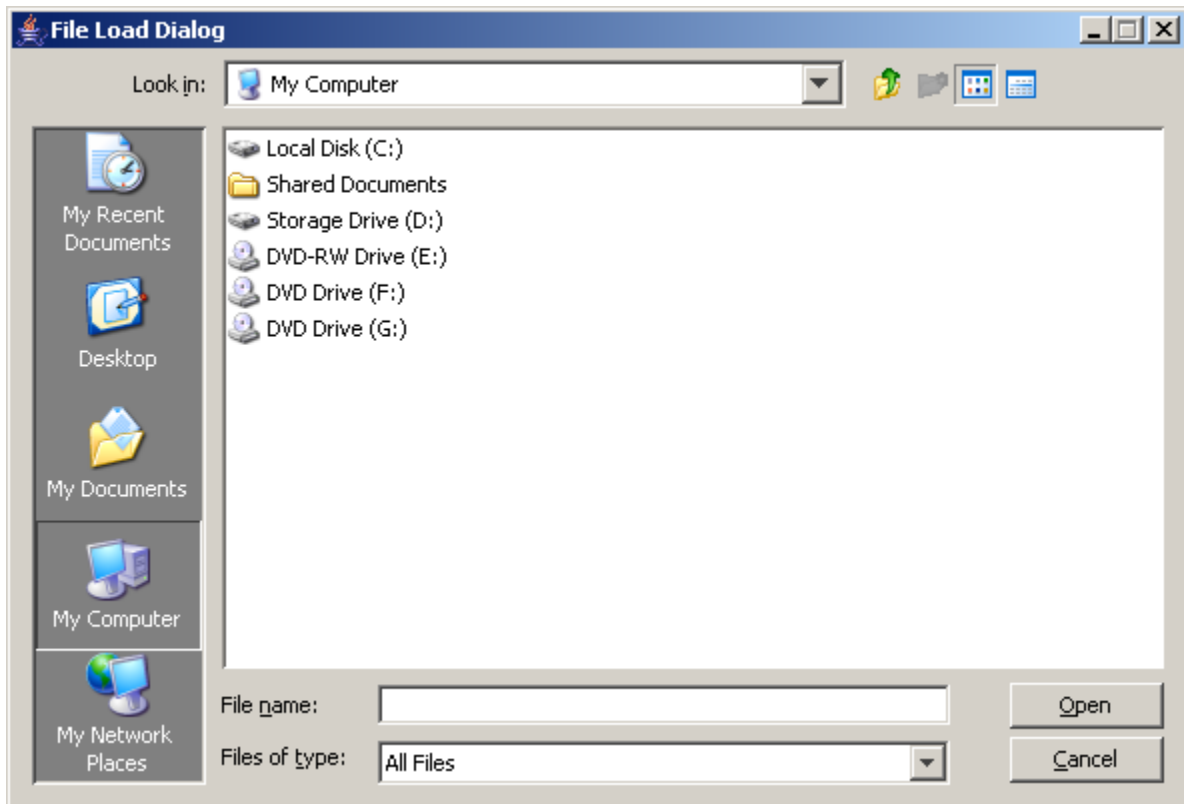 File Load Dialog
Look in:
My Computer
My Recent
Documents
Desktop
My Documents
My Computer
My Network
Places
Local Disk (C:)
Shared Documents
Storage Drive (D:)
DVD-RW Drive (E:)
DVD Drive (F:)
DVD Drive (G:)
File name:
Open
Files of type:
All Files
Cancel